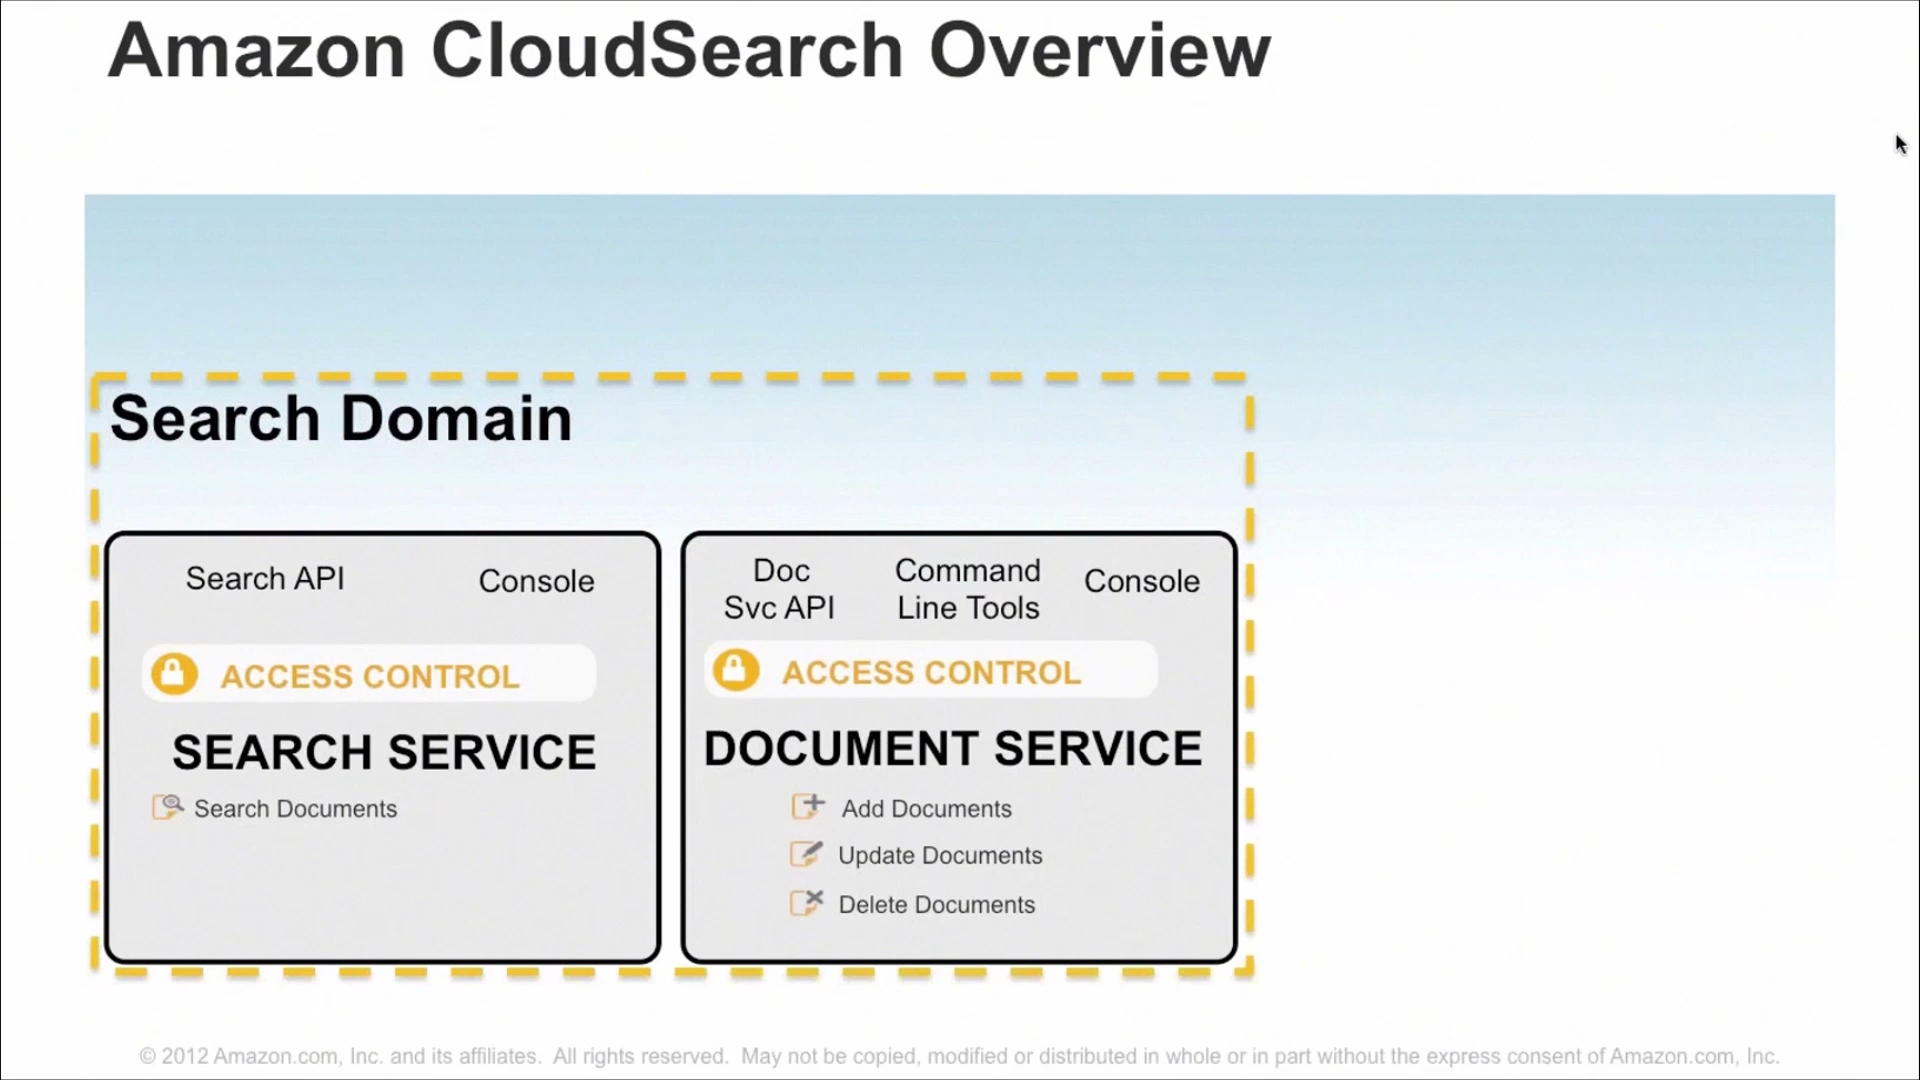 Amazon CloudSearch Overview
Search Domain
Search API
Console
ACCESS CONTROL
SEARCH SERVICE
Search Documents
Doc
Svc API
Command
Line Tools
Console
ACCESS CONTROL
DOCUMENT SERVICE
Add Documents
Update Documents
Delete Documents
© 2012 Amazon.com, Inc. and its affiliates. All rights reserved. May not be copied, modified or distributed in whole or in part without the express consent of Amazon.com, Inc.